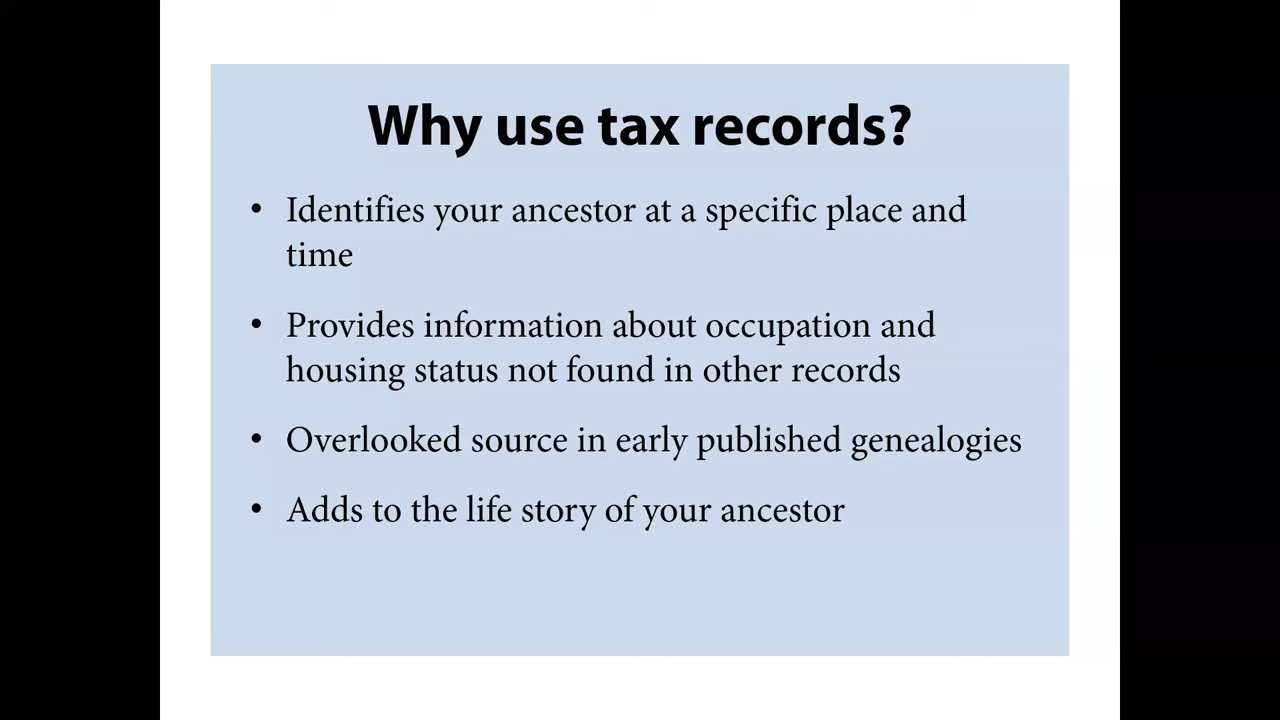 Why use tax records?
• Identifies your ancestor at a specific place and
time
• Provides information about occupation and
housing status not found in other records
• Overlooked source in early published genealogies
• Adds to the life story of your ancestor